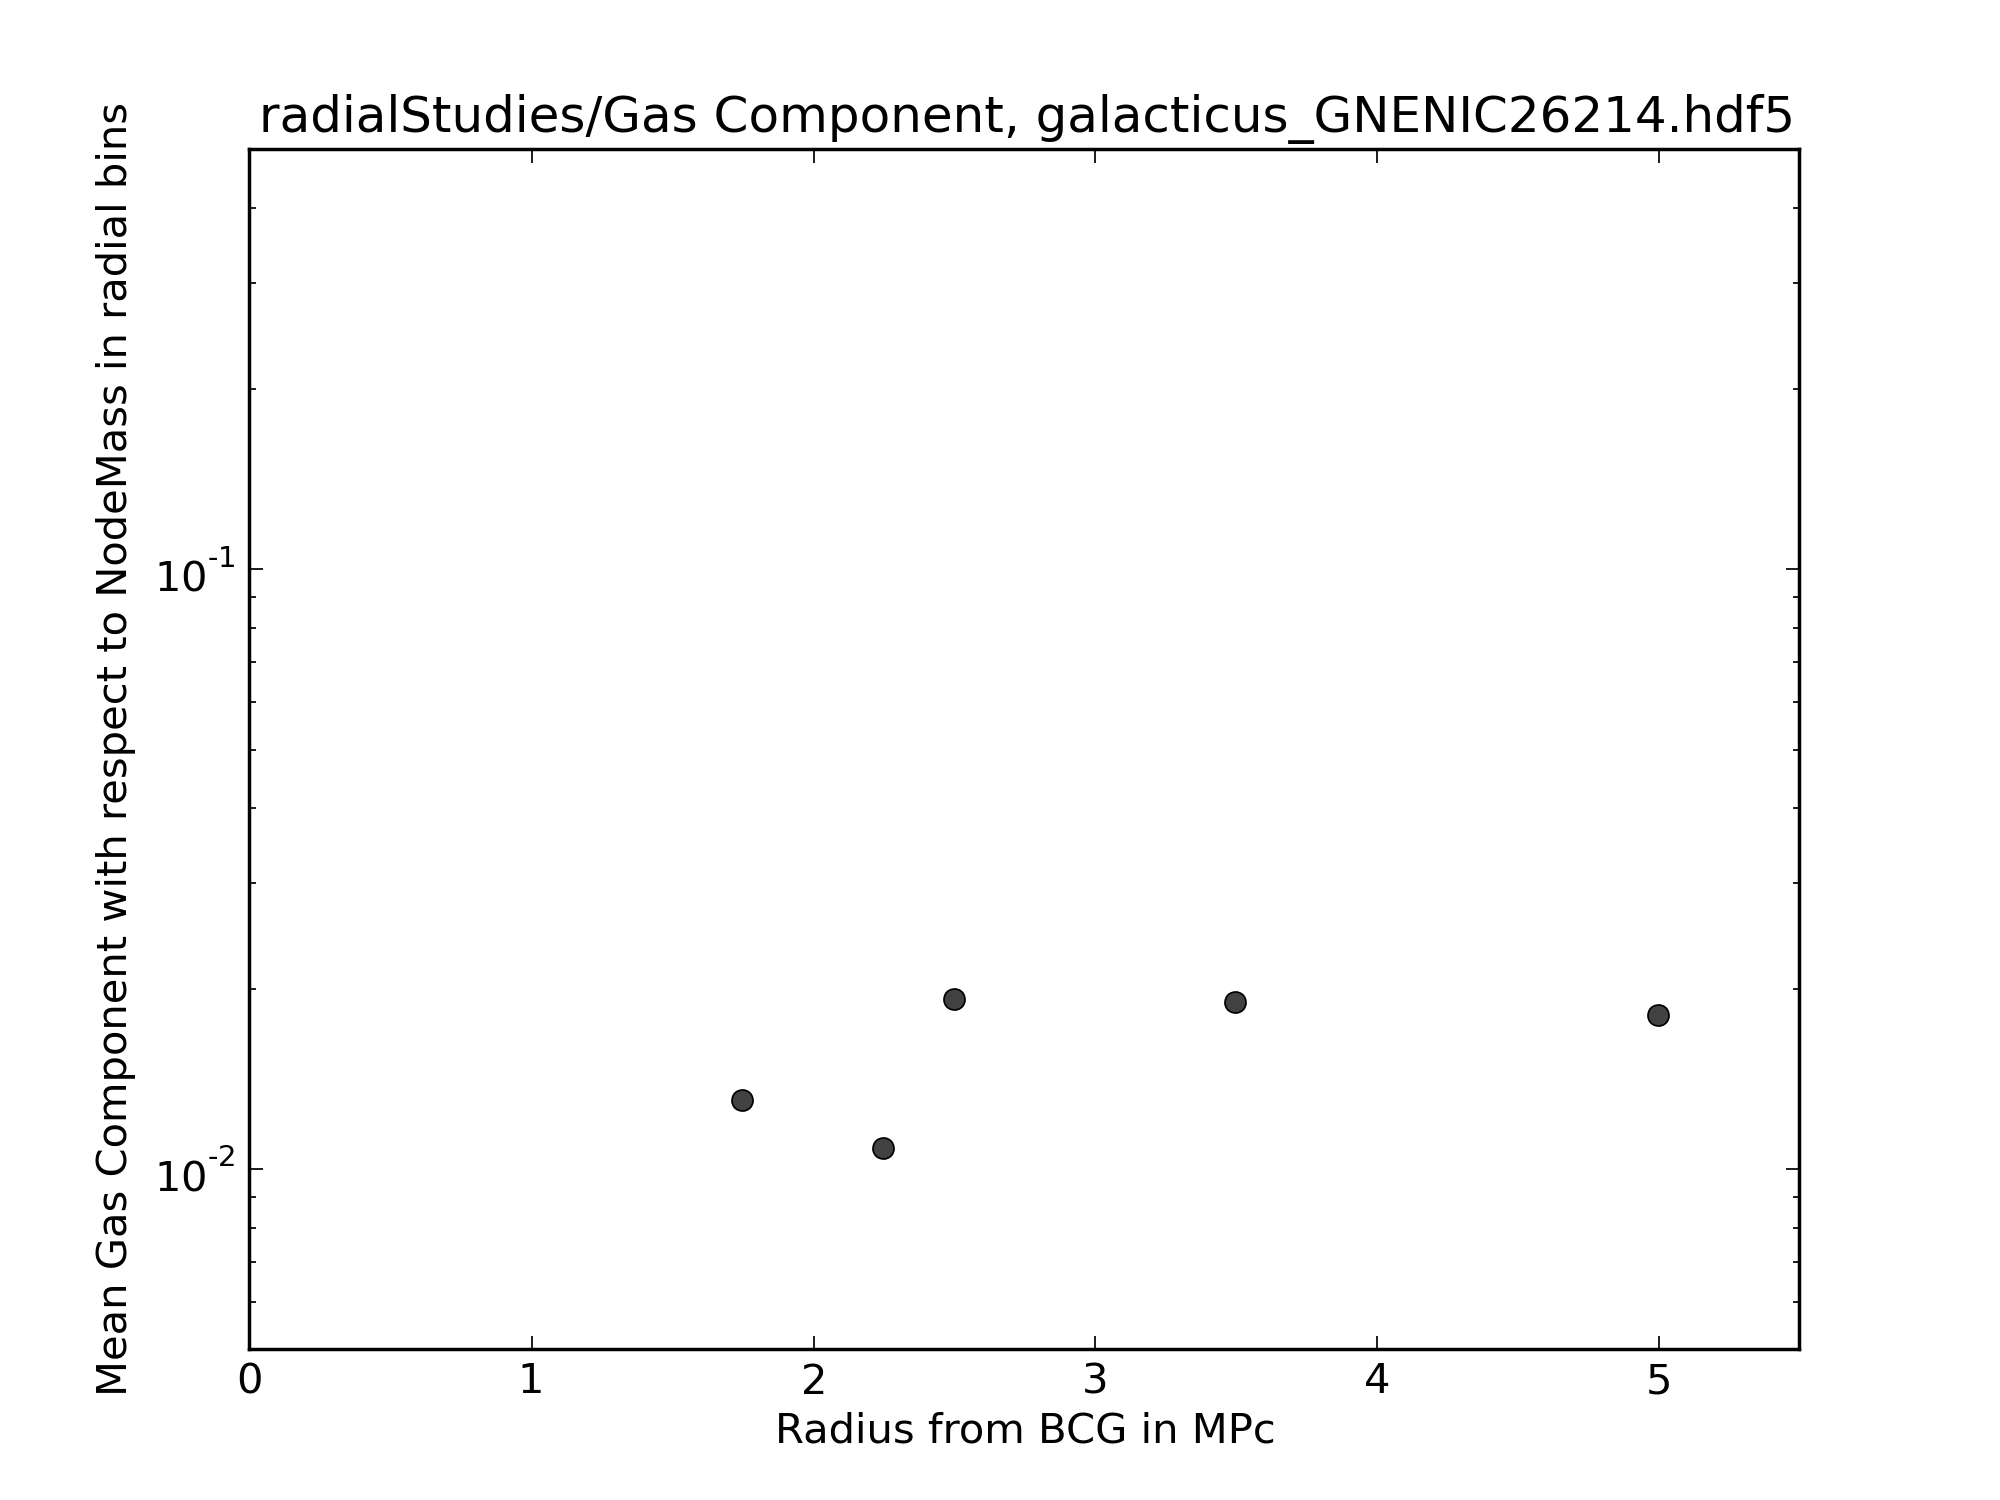 radialStudies/Gas Component, galacticus_GNENIC26214.hdf5
Mean Gas Component with respect to NodeMass in radial bins
10^-1
10^-2
0 1 2 3 4 5
Radius from BCG in MPc